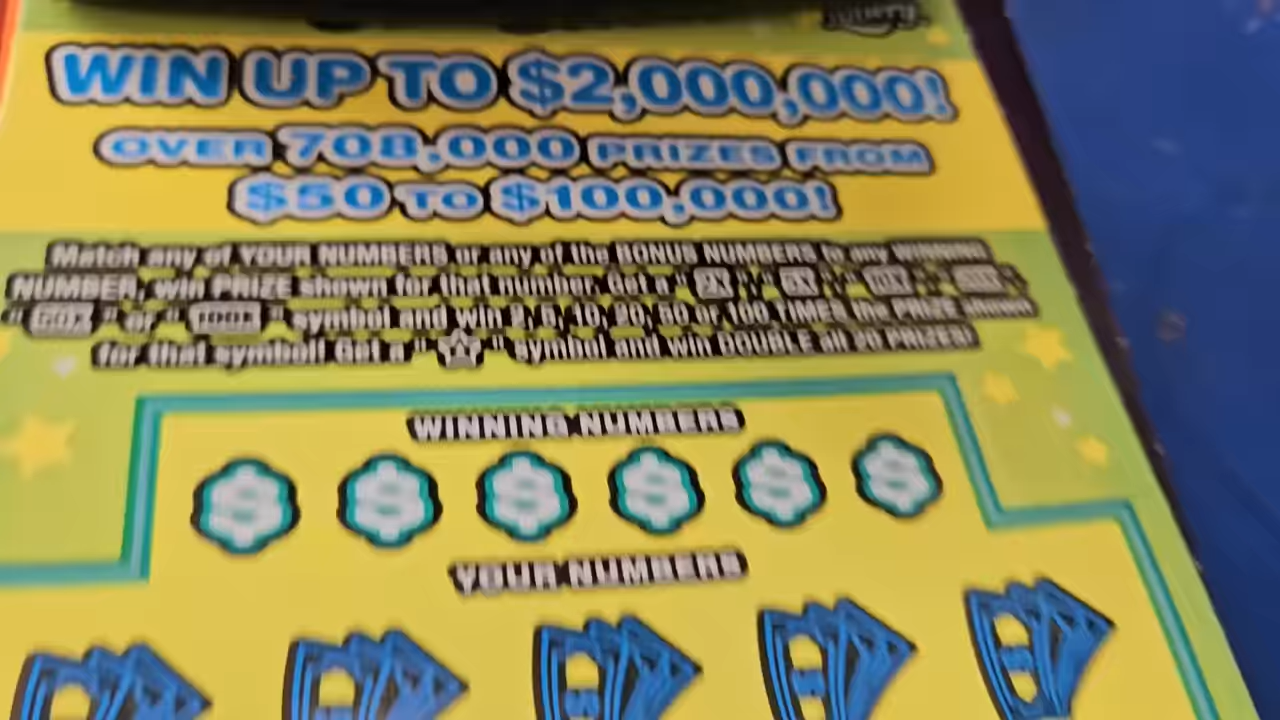 WIN UP TO $2,000,000!
OVER 708,000 PRIZES FROM
$50 TO $100,000!
Match any of YOUR NUMBERS or any of the BONUS NUMBERS to any WINNING
NUMBER, win PRIZE shown for that number. Get a "2X", "5X", "10X", "20X",
"50X" or "100X" symbol and win 2, 5, 10, 20, 50 or 100 TIMES the PRIZE shown
for that symbol! Get a "☆" symbol and win DOUBLE all 20 PRIZES!
WINNING NUMBERS
$ $ $ $ $ $
YOUR NUMBERS